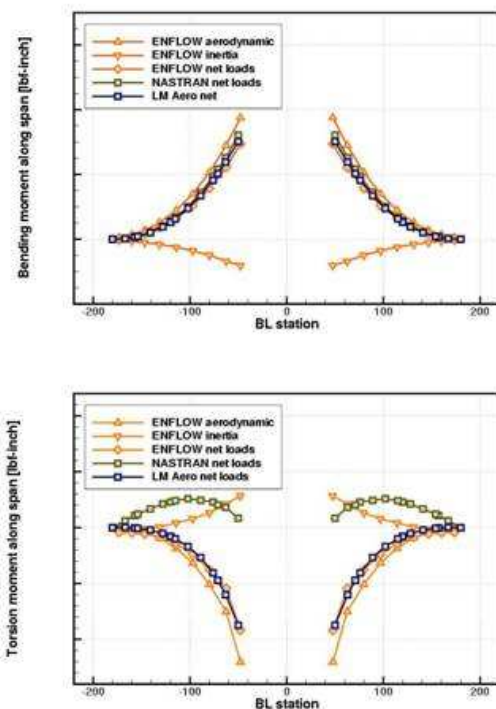 Bending moment along span [lbf-inch]
ENFLOW aerodynamic
ENFLOW inertia
ENFLOW net loads
NASTRAN net loads
LM Aero net
-200 -100 0 100 200
BL station
Torsion moment along span [lbf-inch]
ENFLOW aerodynamic
ENFLOW inertia
ENFLOW net loads
NASTRAN net loads
LM Aero net loads
-200 -100 0 100 200
BL station